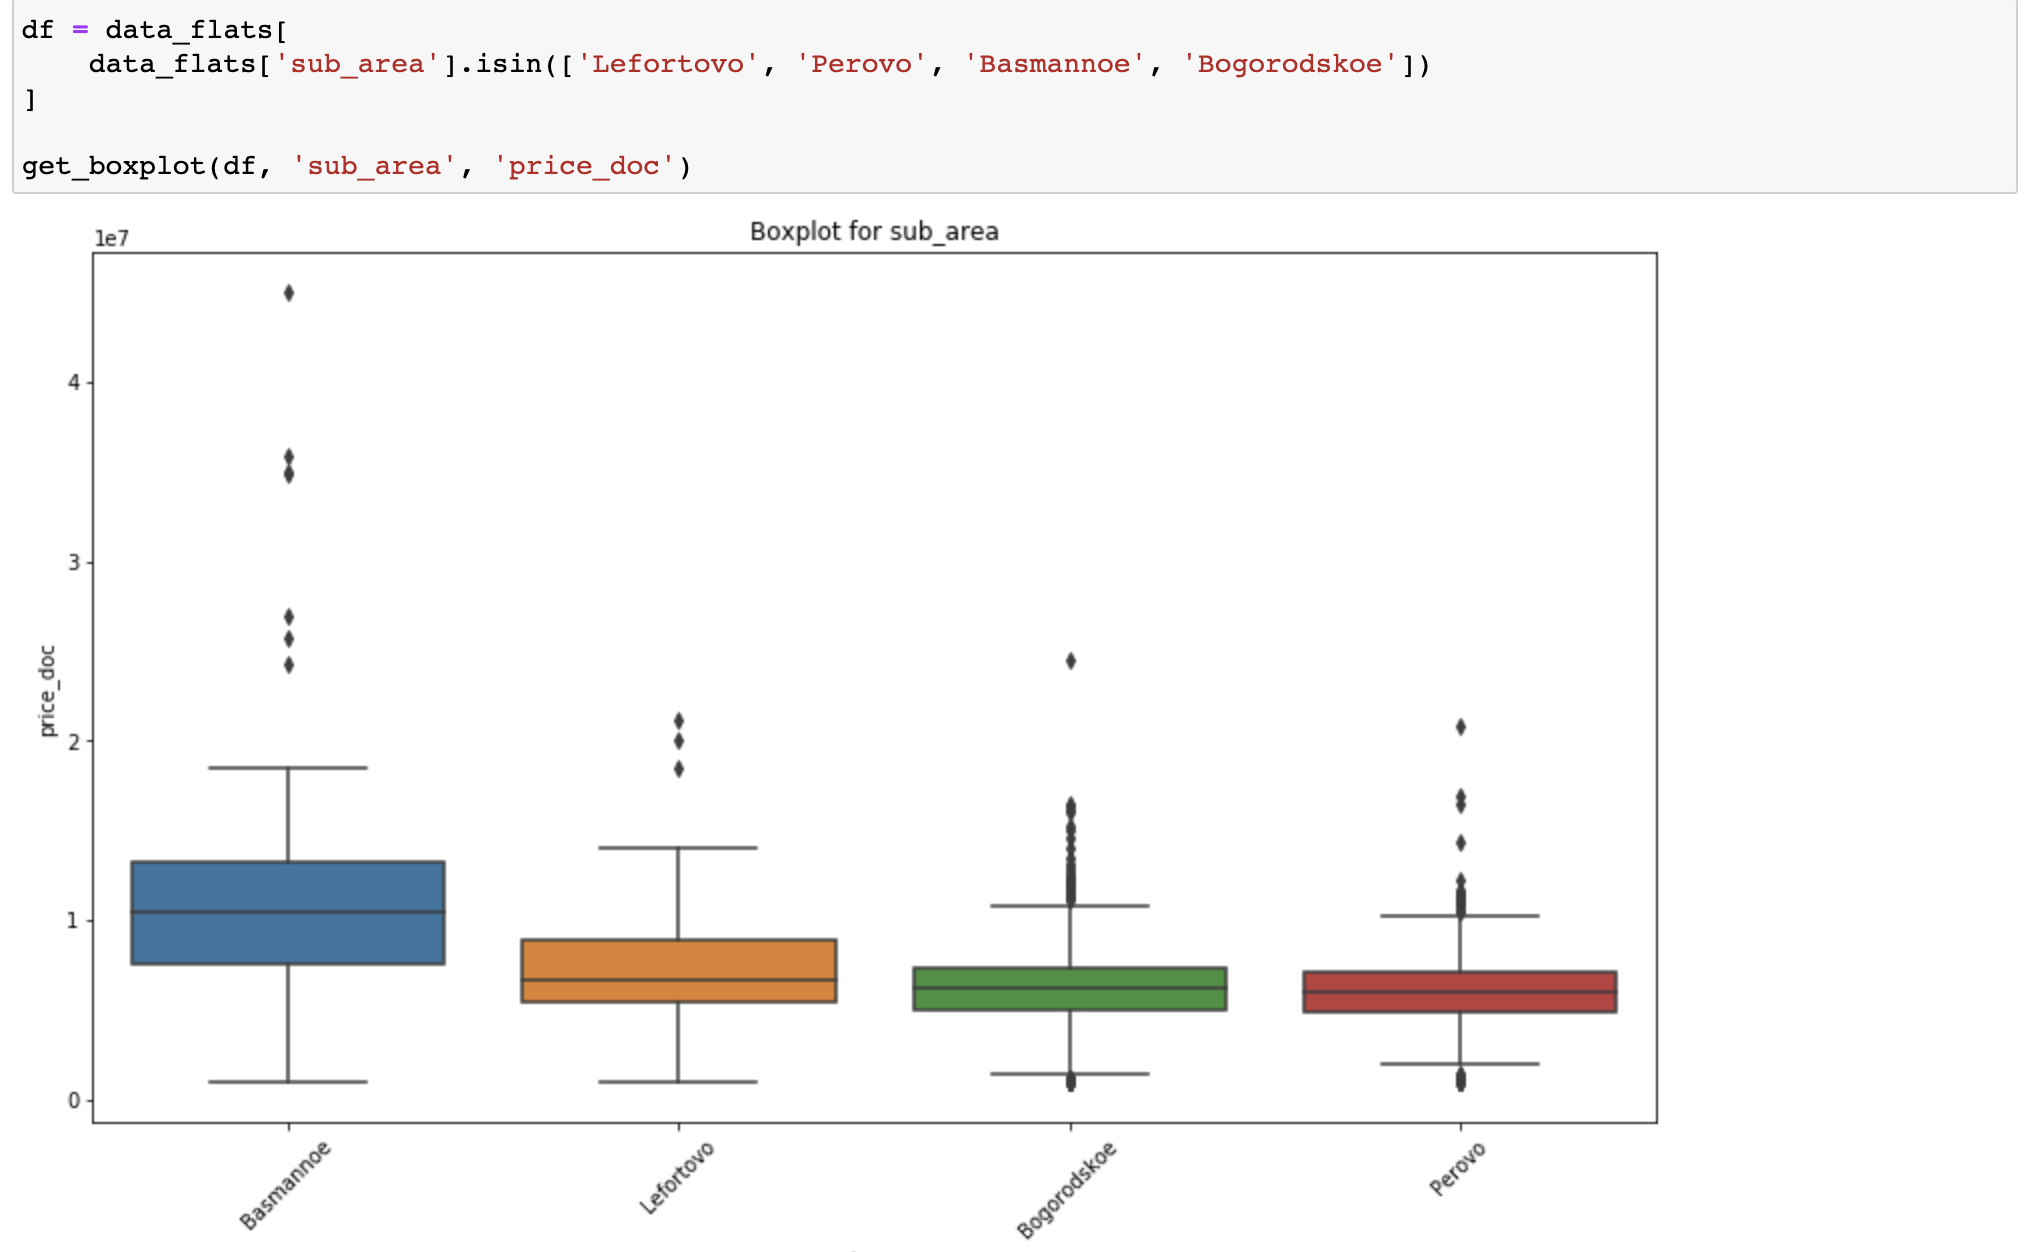 df = data_flats[
    data_flats['sub_area'].isin(['Lefortovo', 'Perovo', 'Basmannoe', 'Bogorodskoe'])
]
get_boxplot(df, 'sub_area', 'price_doc')
Boxplot for sub_area
1e7
4
3
2
1
0
price_doc
Basmannoe
Lefortovo
Bogorodskoe
Perovo